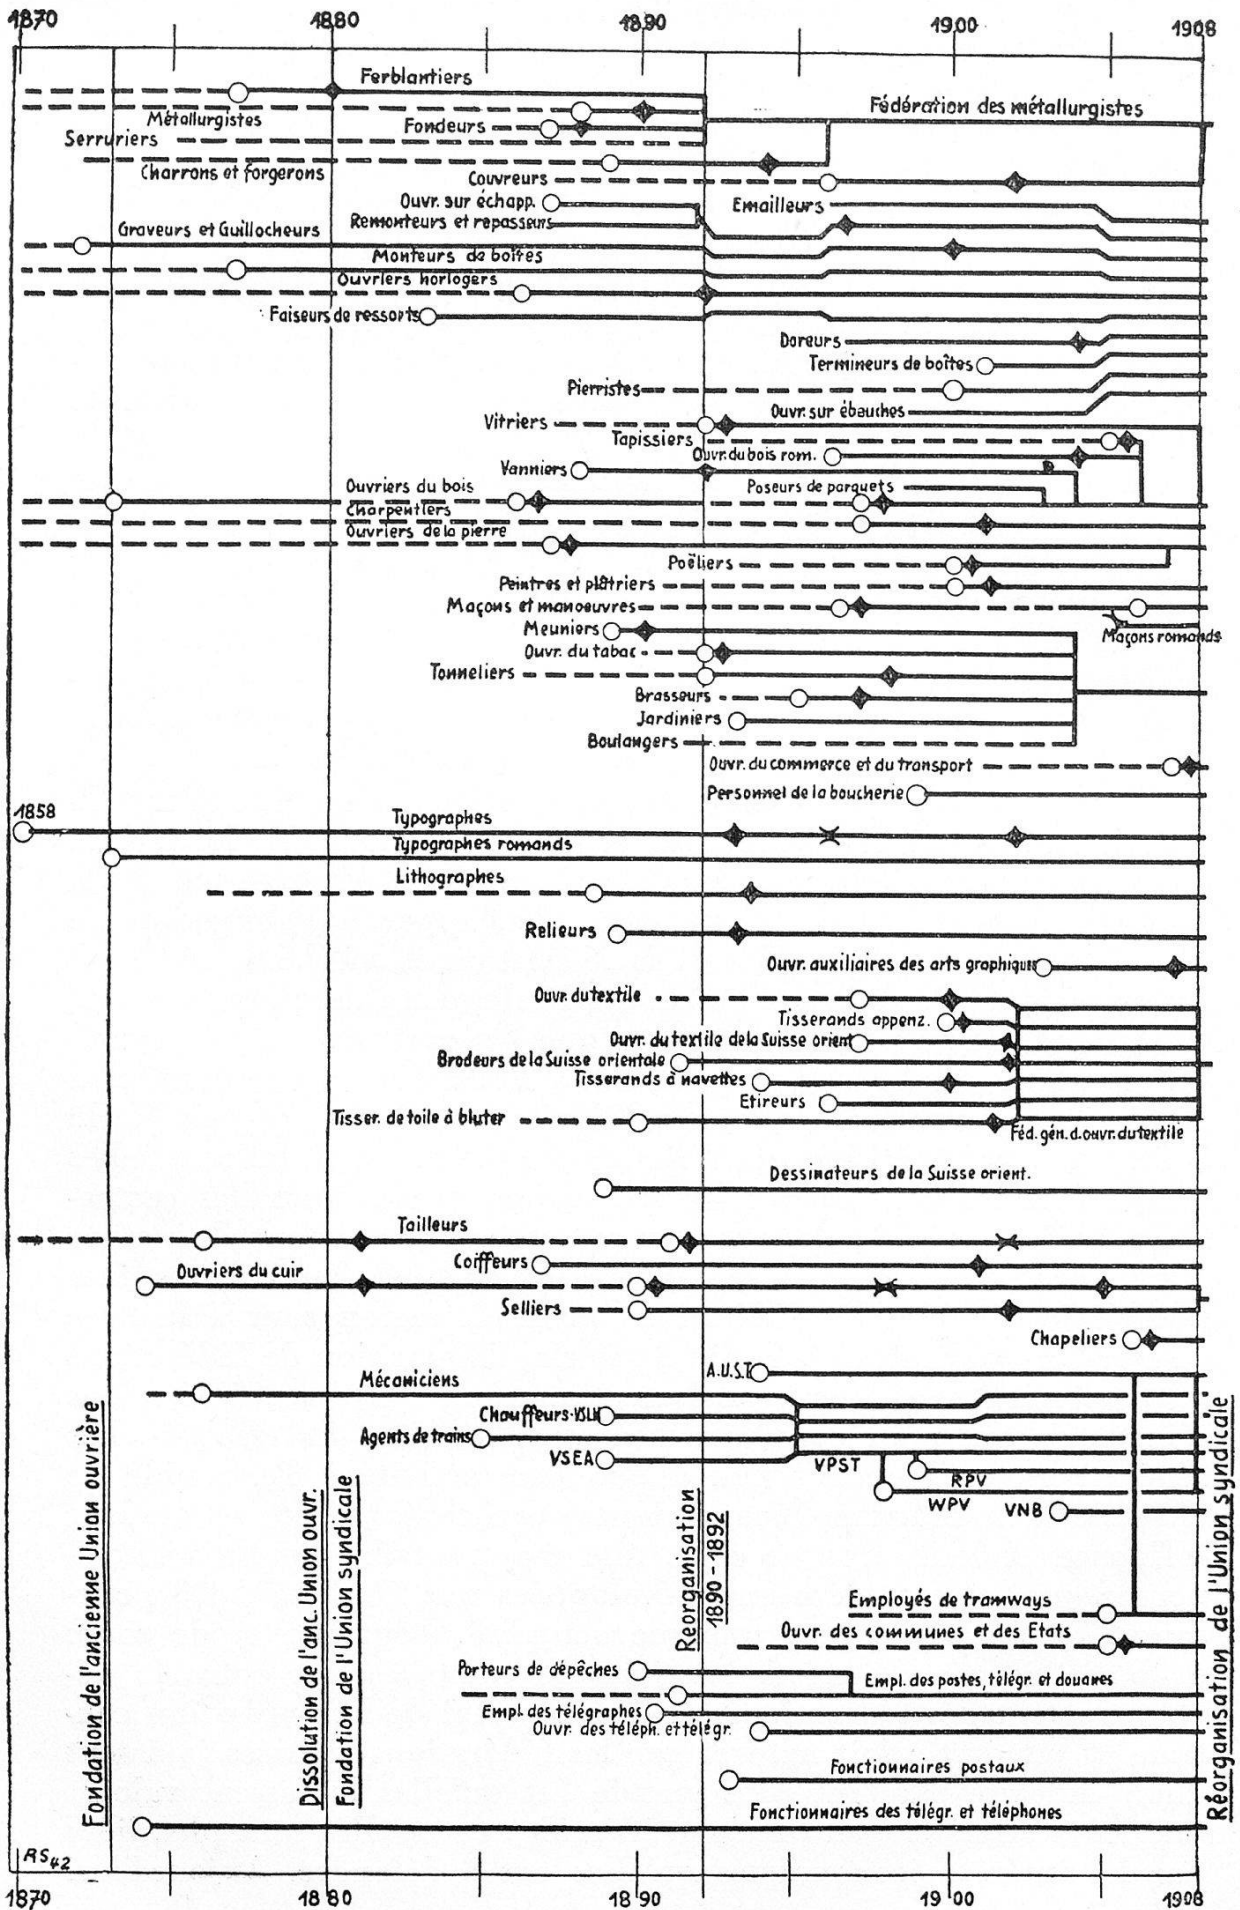 1870 1880 1890 1900 1908
Ferblantiers
Fédération des métallurgistes
Métallurgistes
Fondeurs
Serruriers
Charrons et forgerons
Couvreurs
Ouvr. sur échapp.
Emailleurs
Remonteurs et repasseurs
Graveurs et Guillocheurs
Monteurs de boîtes
Ouvriers horlogers
Faiseurs de ressorts
Doreurs
Termineurs de boîtes
Pierristes
Ouvr. sur ébauches
Vitriers
Tapissiers
Ouvr. du bois rom.
Vanniers
Ouvriers du bois
Poseurs de parquets
Charpentiers
Ouvriers de la pierre
Poëliers
Peintres et plâtriers
Maçons et manoeuvres
Meuniers
Maçons romands
Ouvr. du tabac
Tonneliers
Brasseurs
Jardiniers
Boulangers
Ouvr. du commerce et du transport
Personnel de la boucherie
1858
Typographes
Typographes romands
Lithographes
Relieurs
Ouvr. auxiliaires des arts graphiques
Ouvr. du textile
Tisserands appenz.
Ouvr. du textile de la Suisse orient
Brodeurs de la Suisse orientale
Tisserands à navettes
Etireurs
Tisser. de toile à bluter
Féd. gén. d. ouvr. du textile
Dessinateurs de la Suisse orient.
Tailleurs
Coiffeurs
Ouvriers du cuir
Selliers
Chapeliers
A.U.S.T.
Mécaniciens
Chauffeurs-VSLH
Agents de trains
VSEA
VPST
RPV
WPV
VNB
Employés de tramways
Ouvr. des communes et des Etats
Porteurs de dépêches
Empl. des postes, télégr. et douanes
Empl. des télégraphes
Ouvr. des téléph. et télégr.
Fonctionnaires postaux
Fonctionnaires des télégr. et téléphones
Fondation de l'ancienne Union ouvrière
Dissolution de l'anc. Union ouvr.
Fondation de l'Union syndicale
Réorganisation
1890-1892
Réorganisation de l'Union syndicale
RS42
1870 1880 1890 1900 1908